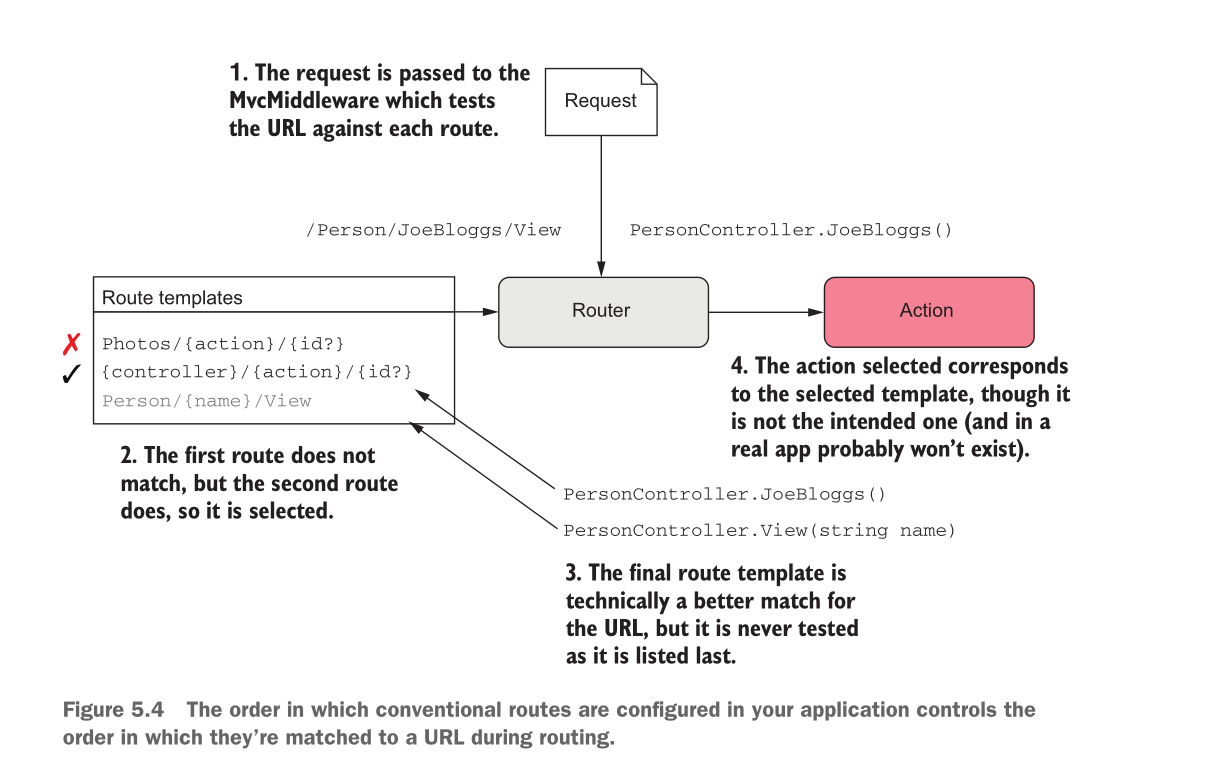 1. The request is passed to the
MvcMiddleware which tests
the URL against each route.
Request
/Person/JoeBloggs/View
PersonController.JoeBloggs()
Route templates
Router
Action
✗ Photos/{action}/{id?}
✓ {controller}/{action}/{id?}
Person/{name}/View
4. The action selected corresponds
to the selected template, though it
is not the intended one (and in a
real app probably won’t exist).
2. The first route does not
match, but the second route
does, so it is selected.
PersonController.JoeBloggs()
PersonController.View(string name)
3. The final route template is
technically a better match for
the URL, but it is never tested
as it is listed last.
Figure 5.4 The order in which conventional routes are configured in your application controls the
order in which they’re matched to a URL during routing.